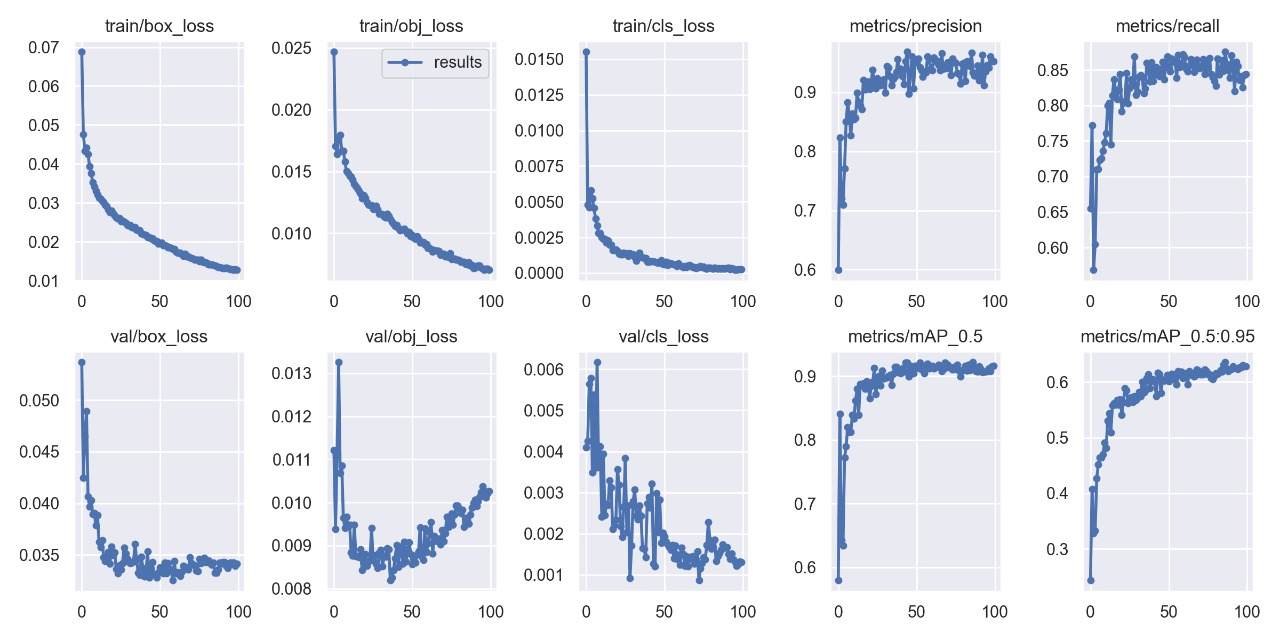 train/box_loss
0.07
0.06
0.05
0.04
0.03
0.02
0.01
0 50 100
train/obj_loss
results
0.025
0.020
0.015
0.010
0 50 100
train/cls_loss
0.0150
0.0125
0.0100
0.0075
0.0050
0.0025
0.0000
0 50 100
metrics/precision
0.9
0.8
0.7
0.6
0 50 100
metrics/recall
0.85
0.80
0.75
0.70
0.65
0.60
0 50 100
val/box_loss
0.050
0.045
0.040
0.035
0 50 100
val/obj_loss
0.013
0.012
0.011
0.010
0.009
0.008
0 50 100
val/cls_loss
0.006
0.005
0.004
0.003
0.002
0.001
0 50 100
metrics/mAP_0.5
0.9
0.8
0.7
0.6
0 50 100
metrics/mAP_0.5:0.95
0.6
0.5
0.4
0.3
0 50 100